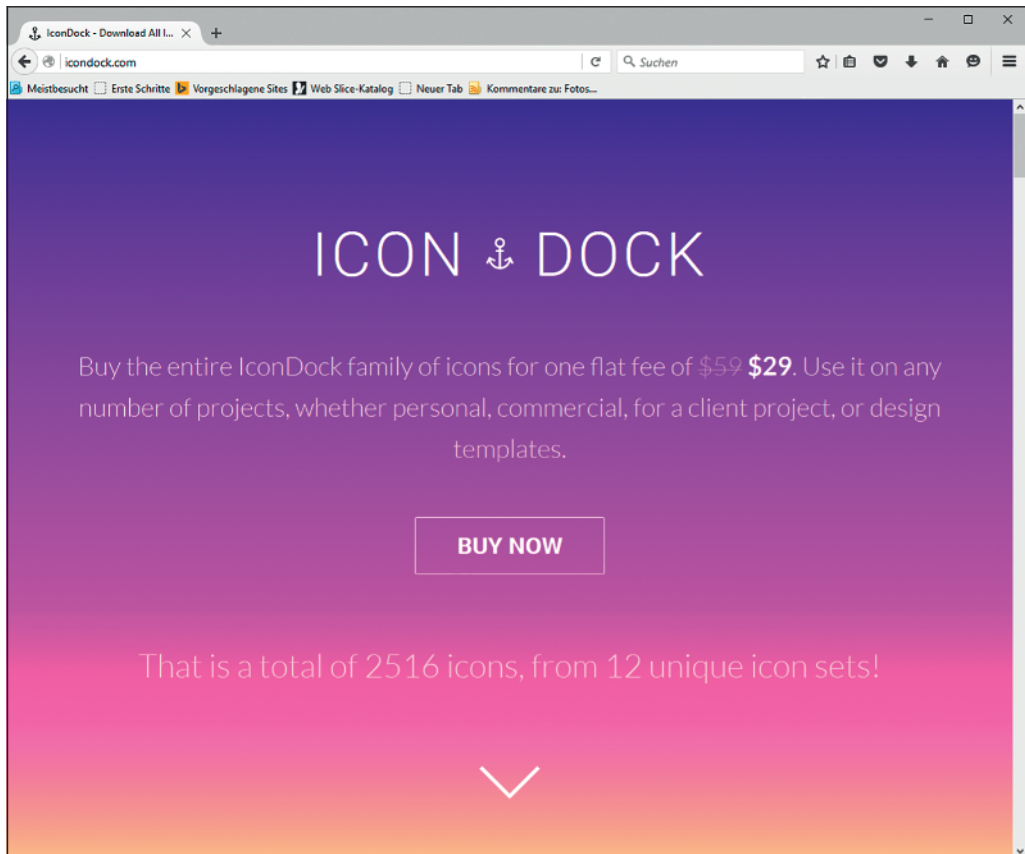 IconDock - Download All I...
icondock.com
Suchen
Meistbesucht Erste Schritte Vorgeschlagene Sites Web Slice-Katalog Neuer Tab Kommentare zu: Fotos...
ICON DOCK
Buy the entire IconDock family of icons for one flat fee of $59 $29. Use it on any
number of projects, whether personal, commercial, for a client project, or design
templates.
BUY NOW
That is a total of 2516 icons, from 12 unique icon sets!